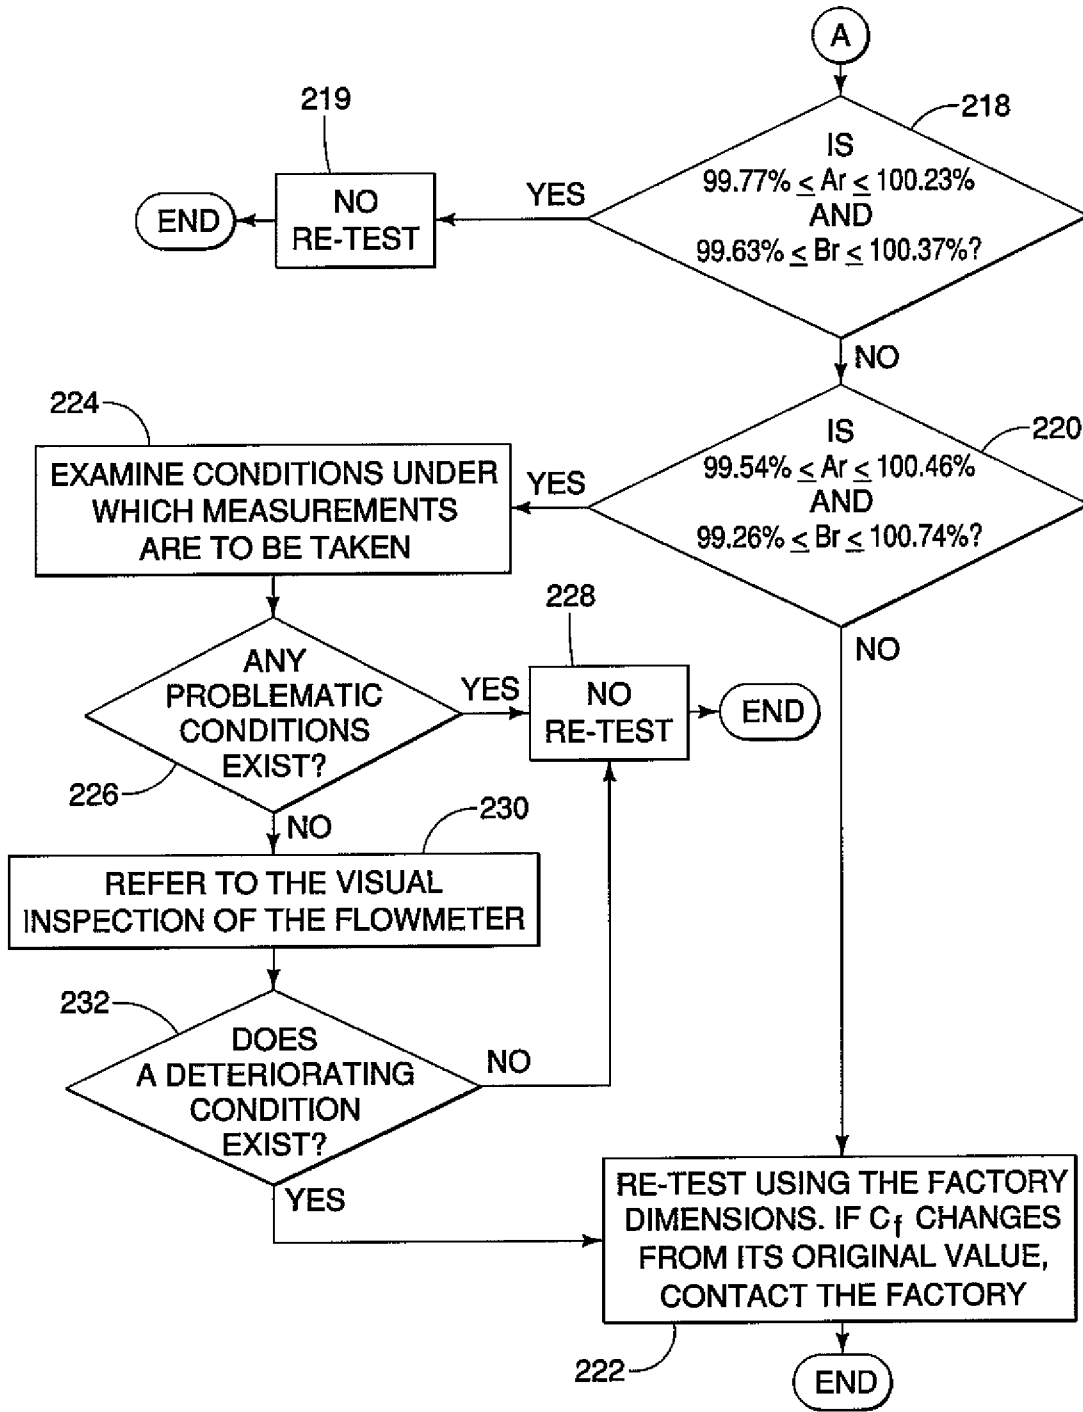 A
218
IS
99.77% ≤ Ar ≤ 100.23%
AND
99.63% ≤ Br ≤ 100.37%?
YES
219
NO
RE-TEST
END
NO
220
IS
99.54% ≤ Ar ≤ 100.46%
AND
99.26% ≤ Br ≤ 100.74%?
YES
224
EXAMINE CONDITIONS UNDER
WHICH MEASUREMENTS
ARE TO BE TAKEN
ANY
PROBLEMATIC
CONDITIONS
EXIST?
226
YES
228
NO
RE-TEST
END
NO
230
REFER TO THE VISUAL
INSPECTION OF THE FLOWMETER
232
DOES
A DETERIORATING
CONDITION
EXIST?
NO
YES
NO
RE-TEST USING THE FACTORY
DIMENSIONS. IF Cf CHANGES
FROM ITS ORIGINAL VALUE,
CONTACT THE FACTORY
222
END